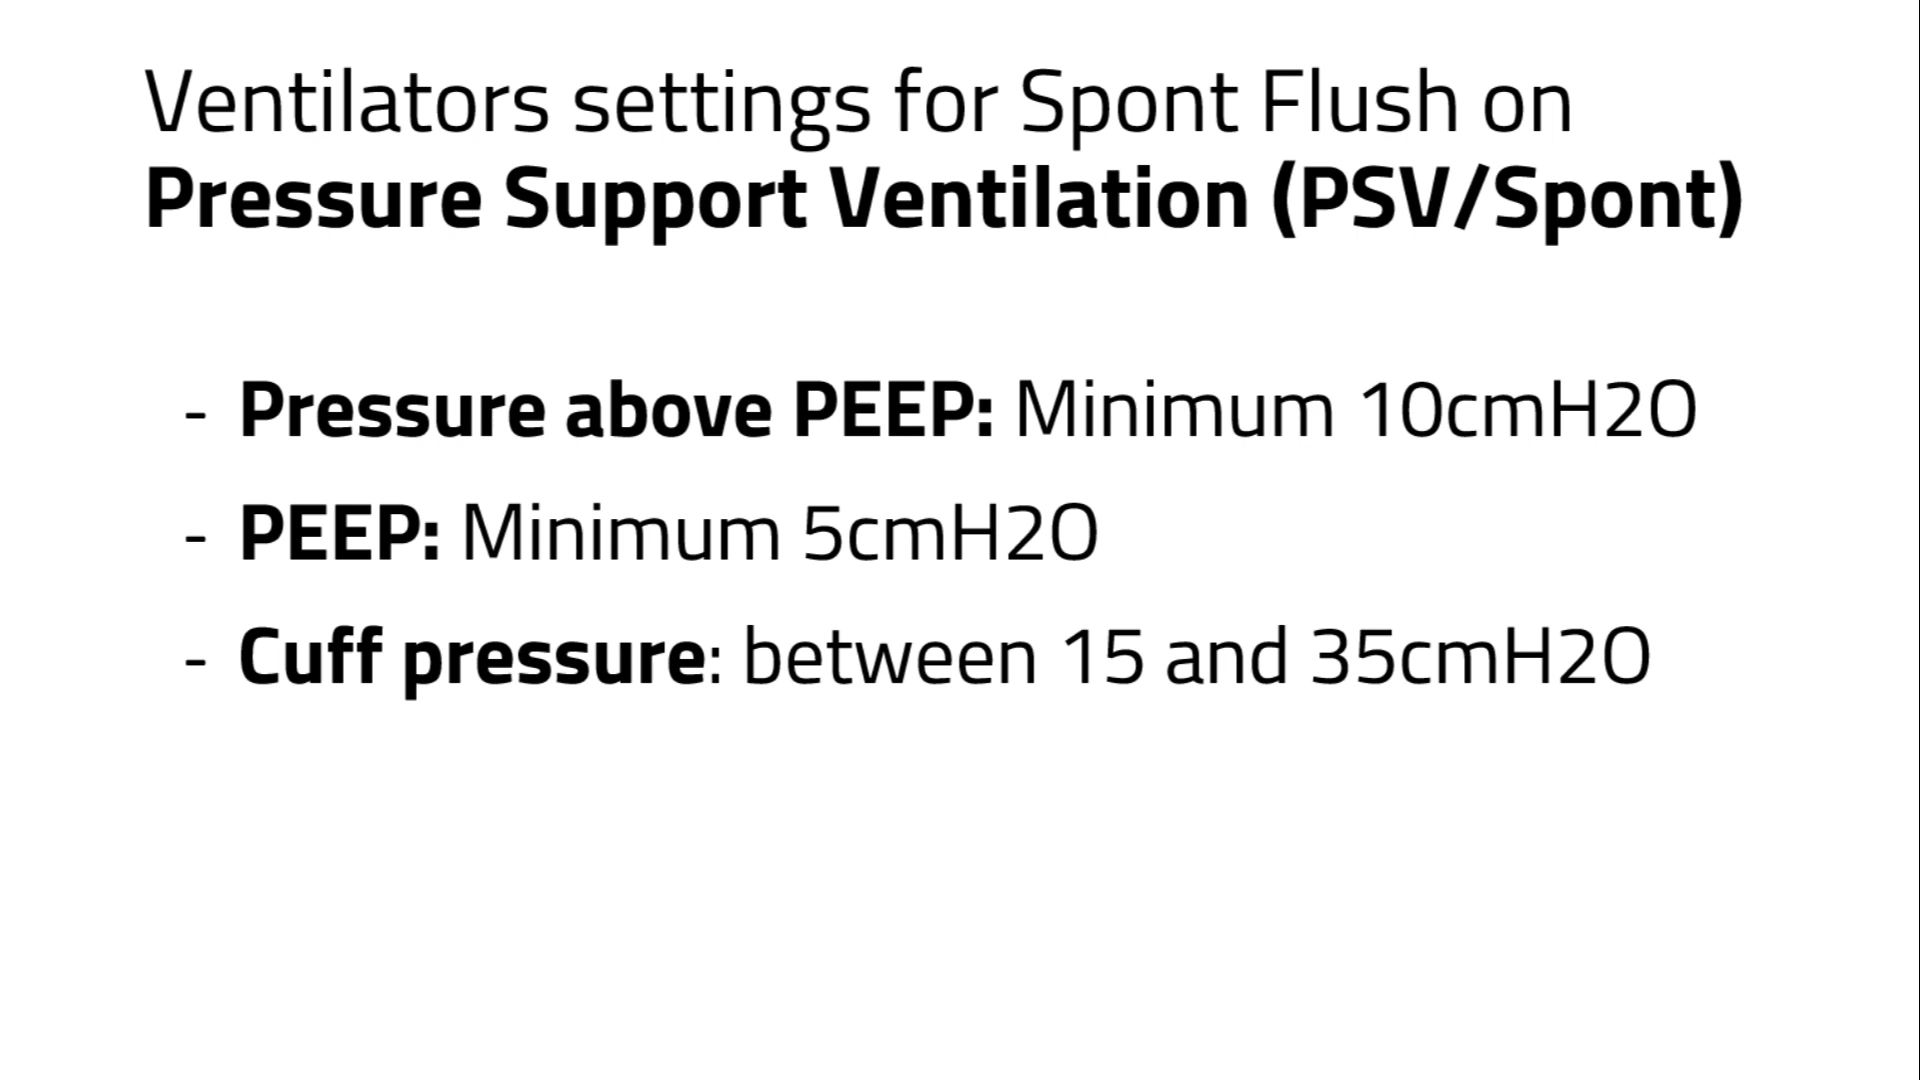 Ventilators settings for Spont Flush on
Pressure Support Ventilation (PSV/Spont)
- Pressure above PEEP: Minimum 10cmH2O
- PEEP: Minimum 5cmH2O
- Cuff pressure: between 15 and 35cmH2O